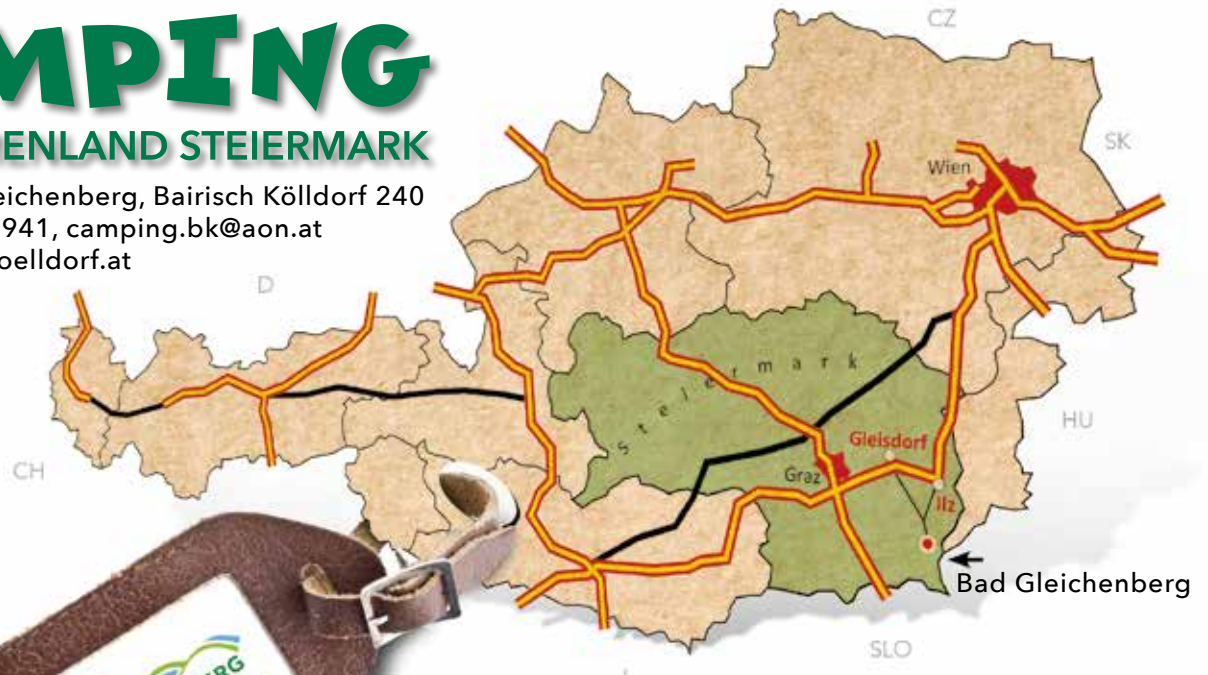 MPING
ENLAND STEIERMARK
eichenberg, Bairisch Kölldorf 240
941, camping.bk@aon.at
oelldorf.at
CZ
SK
Wien
D
Steiermark
HU
Gleisdorf
CH
Graz
Ilz
Bad Gleichenberg
SLO
ERG